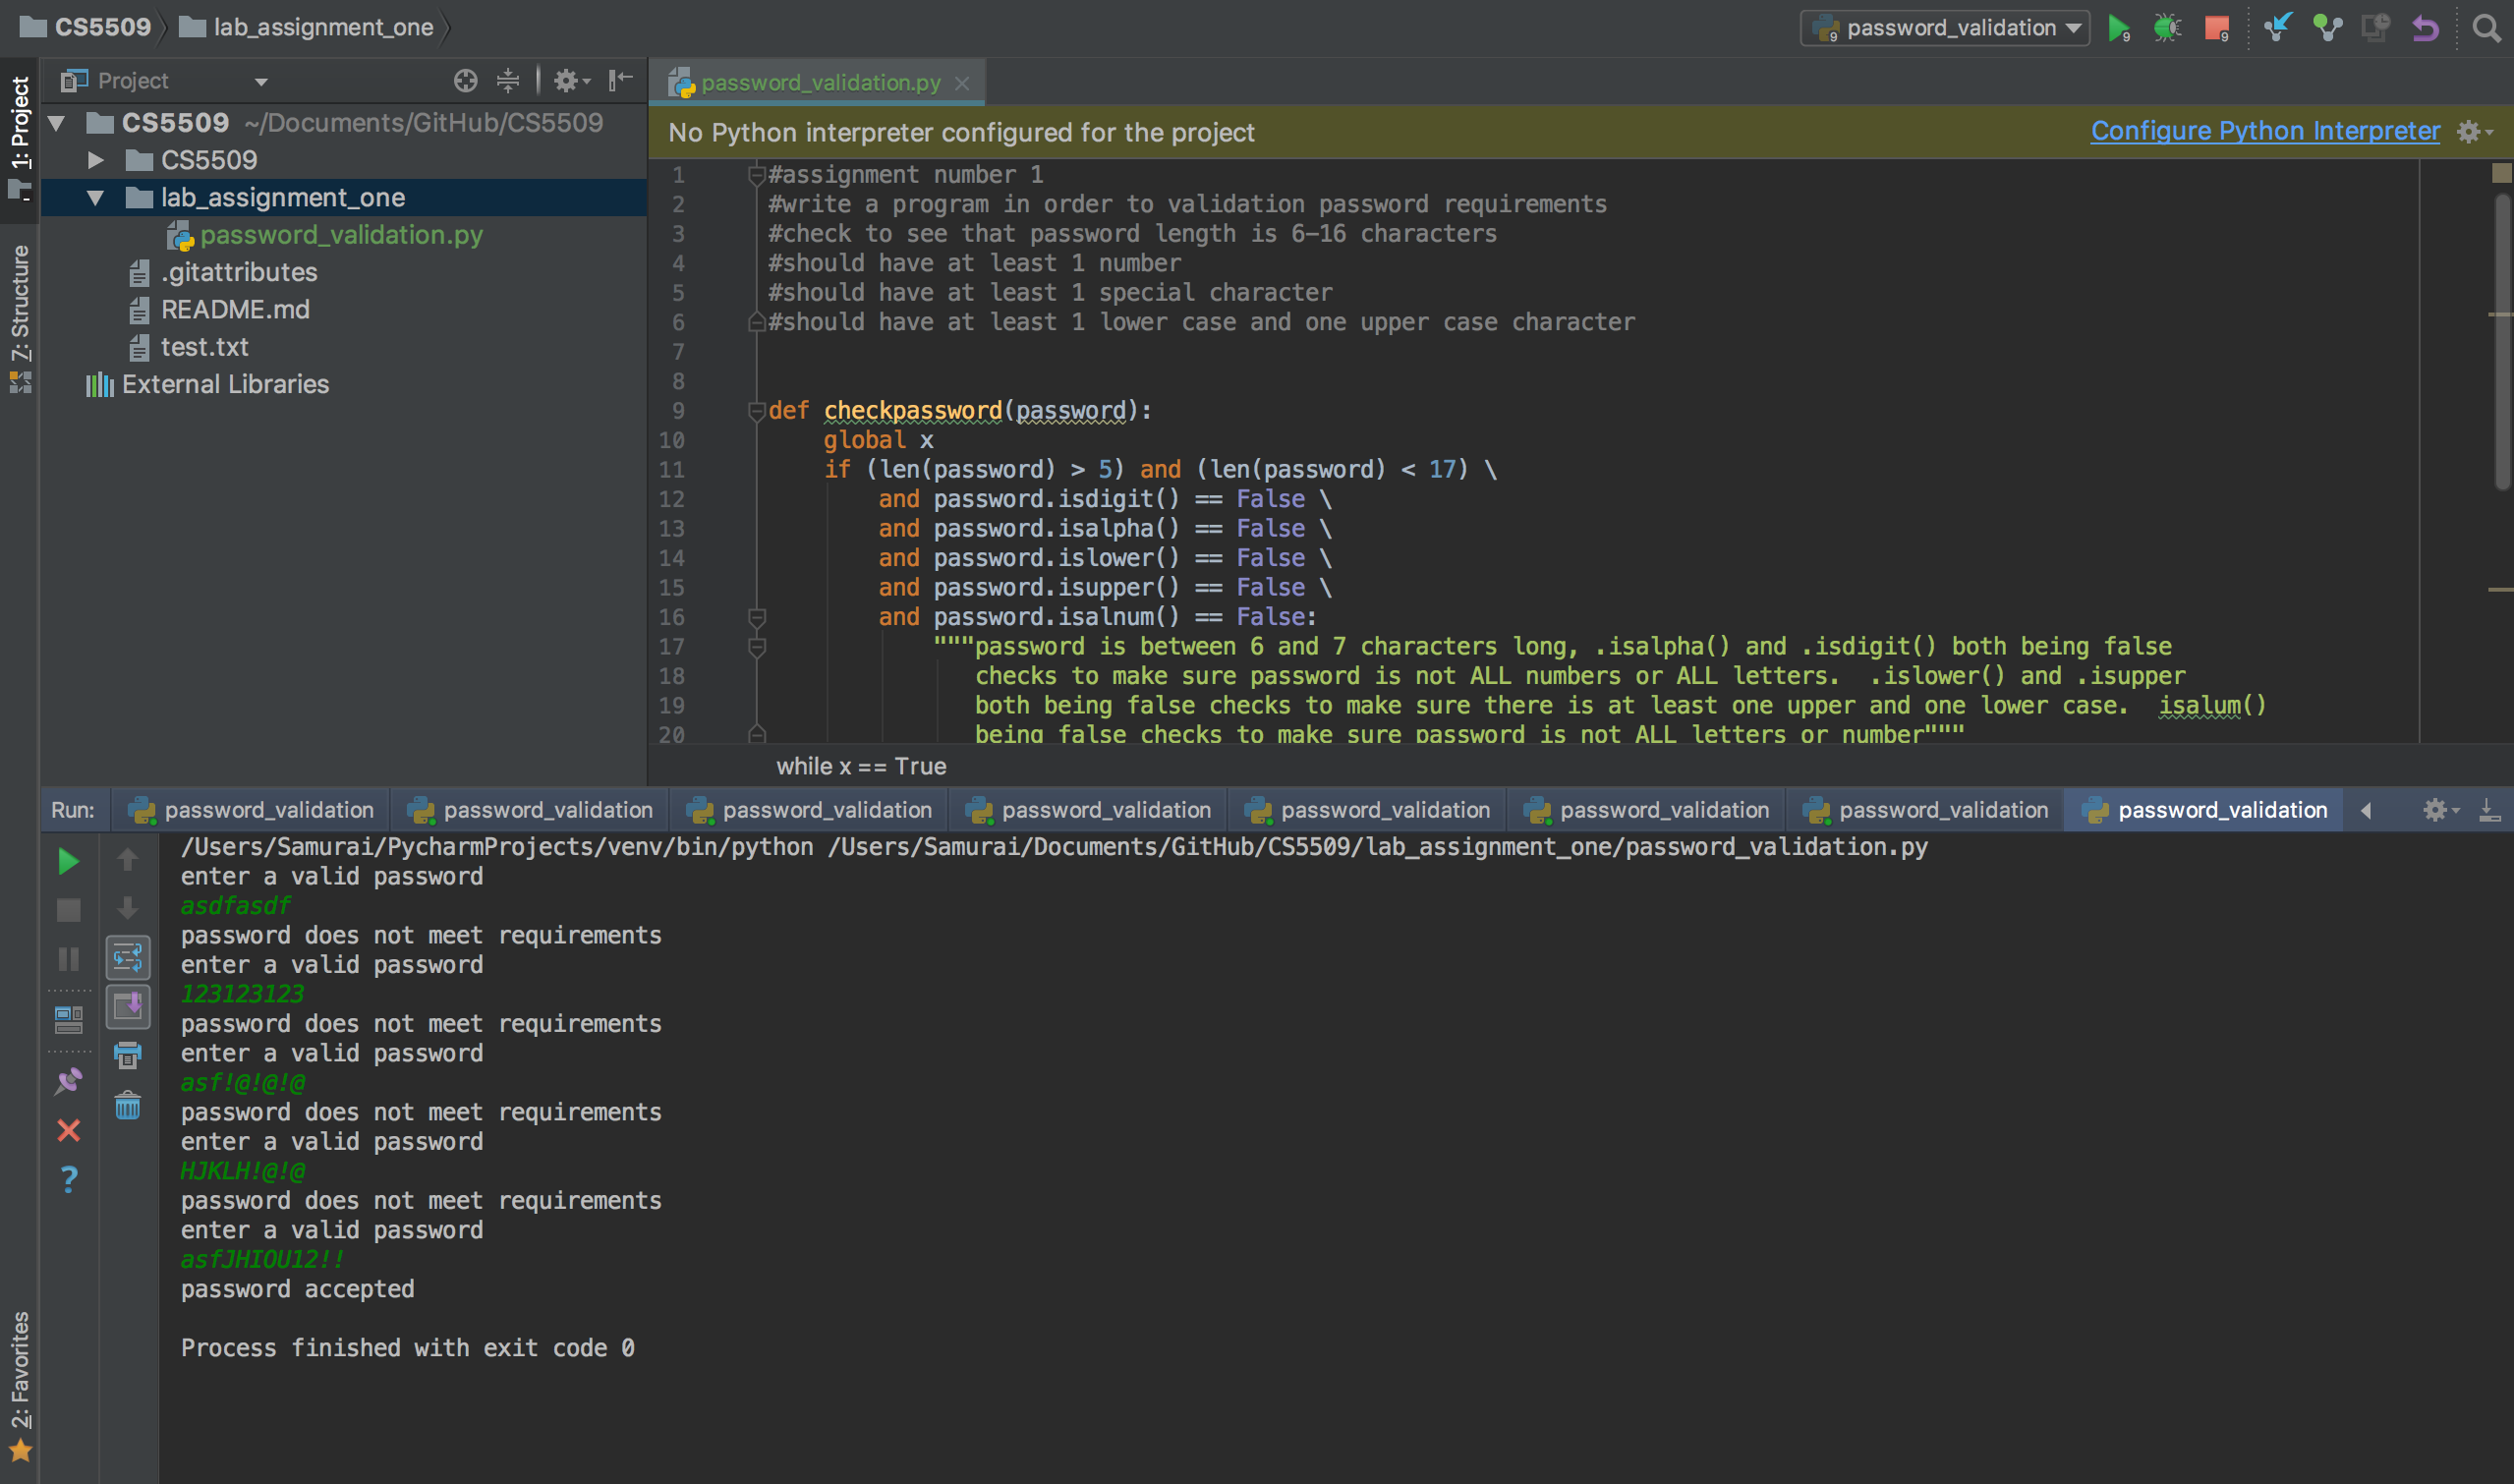 CS5509 lab_assignment_one password_validation
1: Project
7: Structure
2: Favorites
Project
CS5509 ~/Documents/GitHub/CS5509
CS5509
lab_assignment_one
password_validation.py
.gitattributes
README.md
test.txt
External Libraries
password_validation.py
No Python interpreter configured for the project Configure Python Interpreter
1 #assignment number 1
2 #write a program in order to validation password requirements
3 #check to see that password length is 6-16 characters
4 #should have at least 1 number
5 #should have at least 1 special character
6 #should have at least 1 lower case and one upper case character
7
8
9 def checkpassword(password):
10 global x
11 if (len(password) > 5) and (len(password) < 17) \
12 and password.isdigit() == False \
13 and password.isalpha() == False \
14 and password.islower() == False \
15 and password.isupper() == False \
16 and password.isalnum() == False:
17 """password is between 6 and 7 characters long, .isalpha() and .isdigit() both being false
18 checks to make sure password is not ALL numbers or ALL letters.  .islower() and .isupper
19 both being false checks to make sure there is at least one upper and one lower case.  isalum()
20 being false checks to make sure password is not ALL letters or number"""
while x == True
Run: password_validation password_validation password_validation password_validation password_validation password_validation password_validation password_validation
/Users/Samurai/PycharmProjects/venv/bin/python /Users/Samurai/Documents/GitHub/CS5509/lab_assignment_one/password_validation.py
enter a valid password
asdfasdf
password does not meet requirements
enter a valid password
123123123
password does not meet requirements
enter a valid password
asf!@!@!@
password does not meet requirements
enter a valid password
HJKLH!@!@
password does not meet requirements
enter a valid password
asfJHIOU12!!
password accepted
Process finished with exit code 0